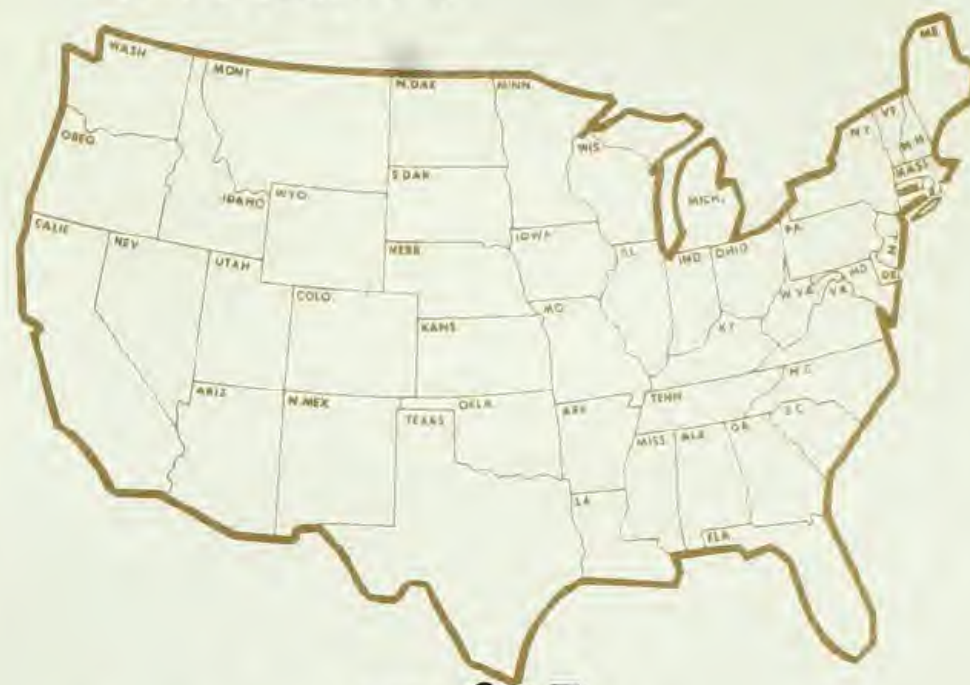 WASH
MONT
N.DAK
MINN.
ME
OREG.
IDAHO
WYO.
S.DAK
WIS.
MICH.
N.Y.
VT.
N.H.
MASS.
CALIF.
NEV
UTAH
COLO.
NEBR.
IOWA
ILL.
IND
OHIO
PA.
N.J.
MD.
DE
W.VA.
VA.
KANS.
MO.
KY.
ARIZ
N.MEX
TEXAS
OKLA.
ARK
TENN.
N.C.
S.C.
MISS.
ALA
GA.
LA
FLA